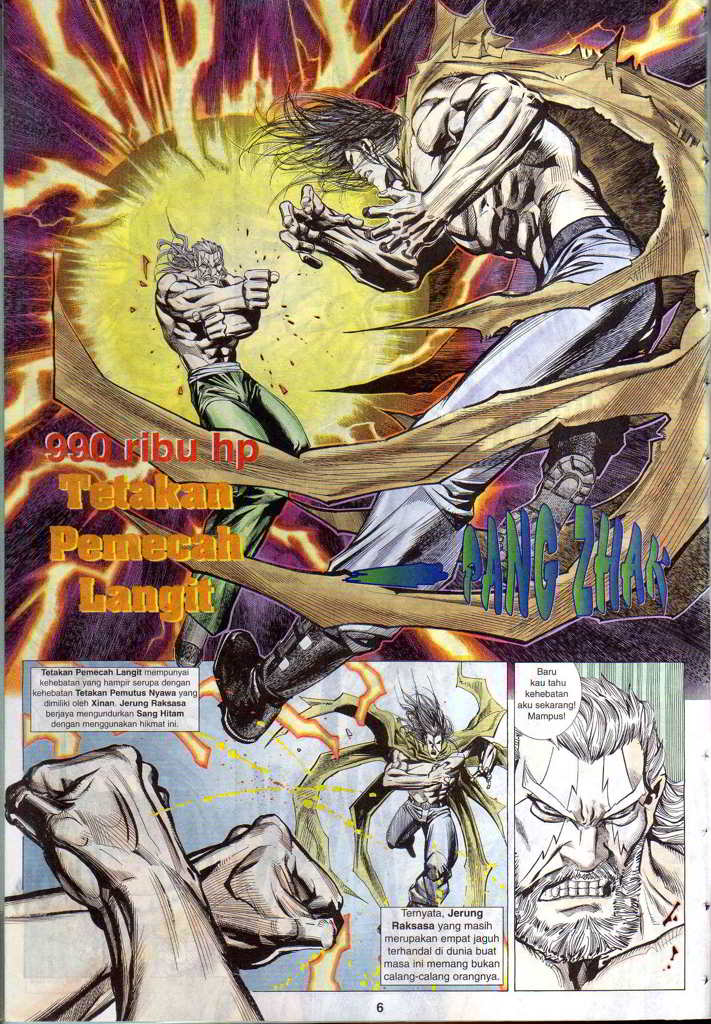 990 ribu hp
Tetakan
Pemecah
Langit
PANG ZHAK
Tetakan Pemecah Langit mempunyai
kehebatan yang hampir serupa dengan
kehebatan Tetakan Pemutus Nyawa yang
dimiliki oleh Xinan. Jerung Raksasa
berjaya mengundurkan Sang Hitam
dengan menggunakan hikmat ini.
Baru
kau tahu
kehebatan
aku sekarang!
Mampus!
Ternyata, Jerung
Raksasa yang masih
merupakan empat jaguh
terhandal di dunia buat
masa ini memang bukan
calang-calang orangnya.
6